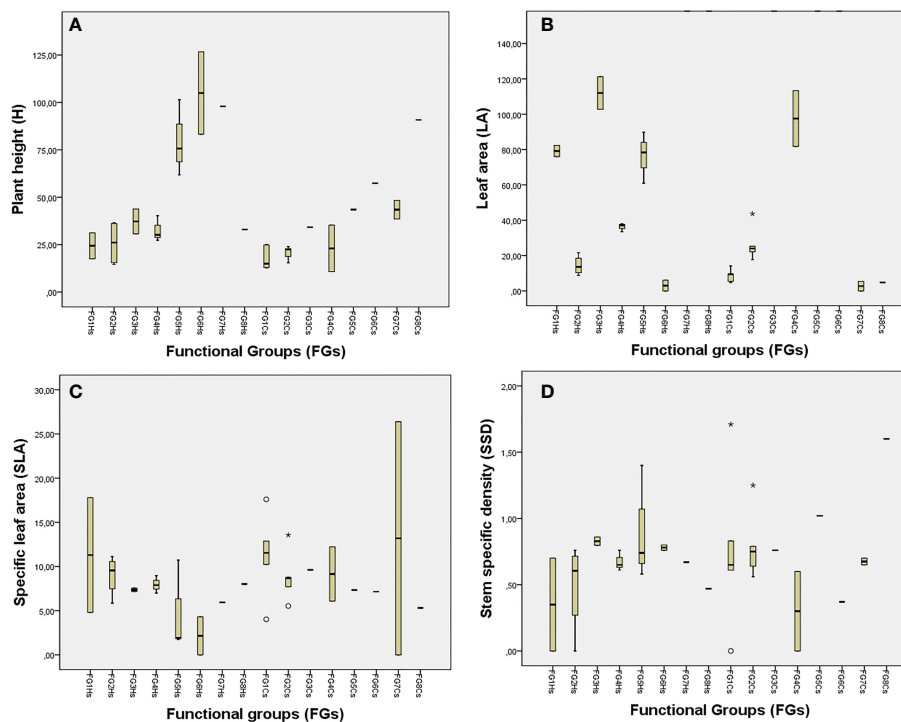 A
Plant height (H)
125,00
100,00
75,00
50,00
25,00
,00
FG1Hs
FG2Hs
FG3Hs
FG4Hs
FG5Hs
FG6Hs
FG7Hs
FG8Hs
FG1Cs
FG2Cs
FG3Cs
FG4Cs
FG5Cs
FG6Cs
FG7Cs
FG8Cs
Functional Groups (FGs)
B
Leaf area (LA)
140,00
120,00
100,00
80,00
60,00
40,00
20,00
,00
FG1Hs
FG2Hs
FG3Hs
FG4Hs
FG5Hs
FG6Hs
FG7Hs
FG8Hs
FG1Cs
FG2Cs
FG3Cs
FG4Cs
FG5Cs
FG6Cs
FG7Cs
FG8Cs
Functional groups (FGs)
C
Specific leaf area (SLA)
30,00
25,00
20,00
15,00
10,00
5,00
,00
FG1Hs
FG2Hs
FG3Hs
FG4Hs
FG5Hs
FG6Hs
FG7Hs
FG8Hs
FG1Cs
FG2Cs
FG3Cs
FG4Cs
FG5Cs
FG6Cs
FG7Cs
FG8Cs
Functional groups (FGs)
D
Stem specific density (SSD)
2,00
1,50
1,00
,50
,00
FG1Hs
FG2Hs
FG3Hs
FG4Hs
FG5Hs
FG6Hs
FG7Hs
FG8Hs
FG1Cs
FG2Cs
FG3Cs
FG4Cs
FG5Cs
FG6Cs
FG7Cs
FG8Cs
Functional groups (FGs)